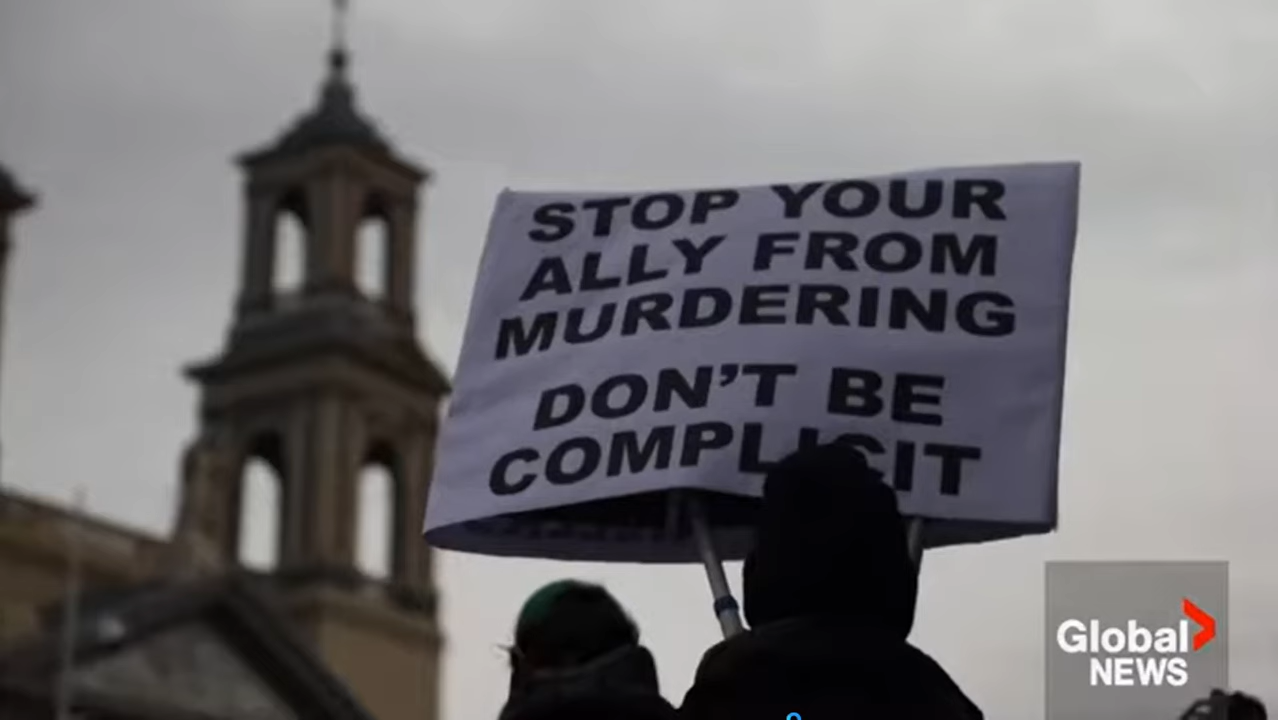 STOP YOUR
ALLY FROM
MURDERING
DON'T BE
COMPLICIT
Global
NEWS